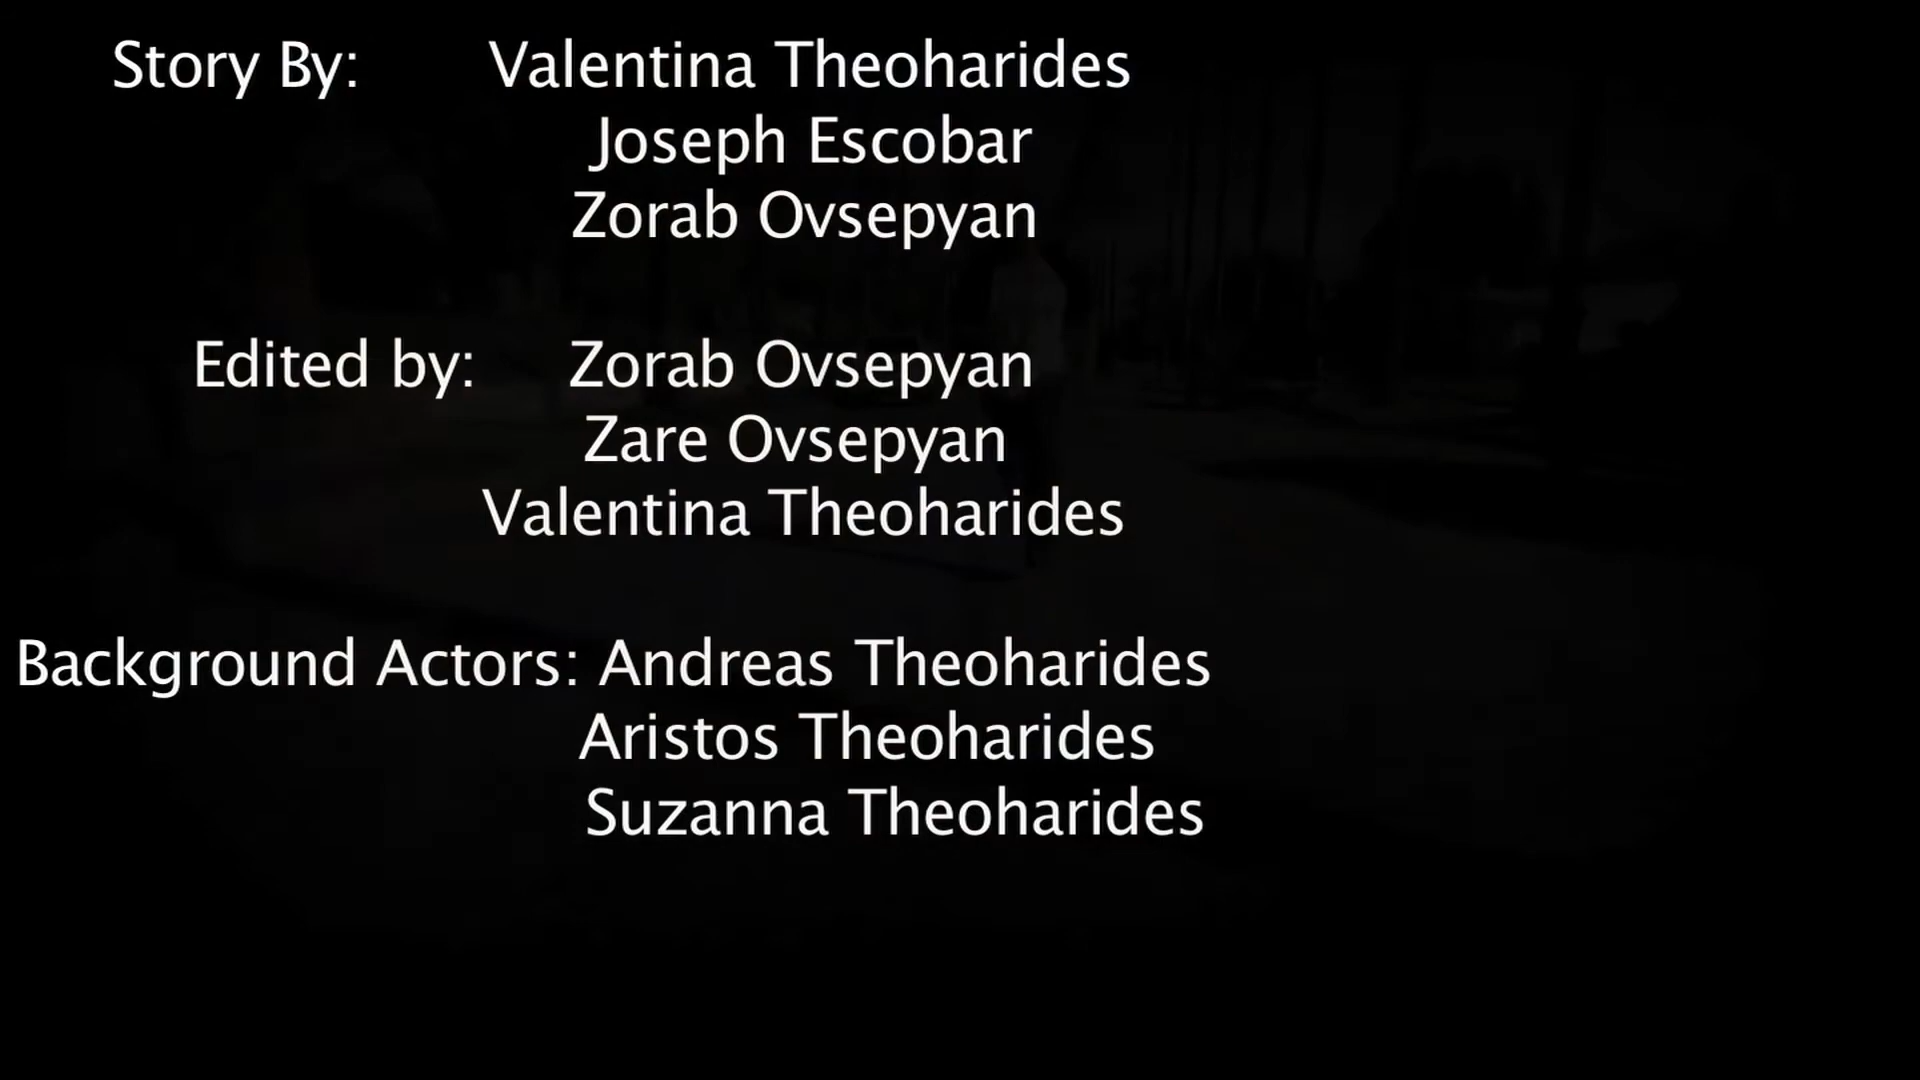 Story By: Valentina Theoharides
Joseph Escobar
Zorab Ovsepyan
Edited by: Zorab Ovsepyan
Zare Ovsepyan
Valentina Theoharides
Background Actors: Andreas Theoharides
Aristos Theoharides
Suzanna Theoharides